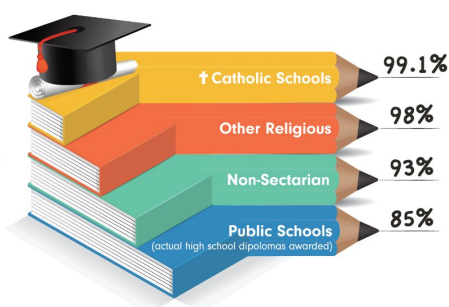 ✝ Catholic Schools 99.1%
Other Religious 98%
Non-Sectarian 93%
Public Schools 85%
(actual high school dipolomas awarded)